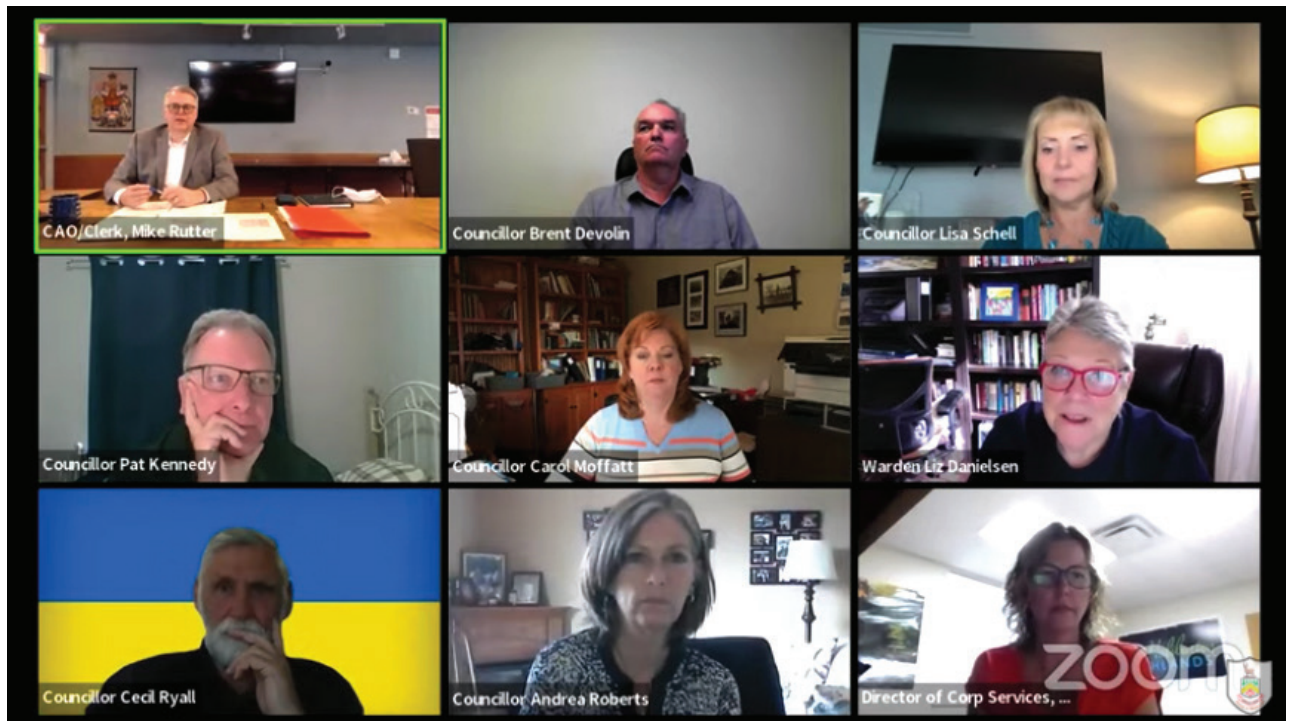 CAO/Clerk, Mike Rutter
Councillor Brent Devolin
Councillor Lisa Schell
Councillor Pat Kennedy
Councillor Carol Moffatt
Warden Liz Danielsen
Councillor Cecil Ryall
Councillor Andrea Roberts
Director of Corp Services, ...
zoom